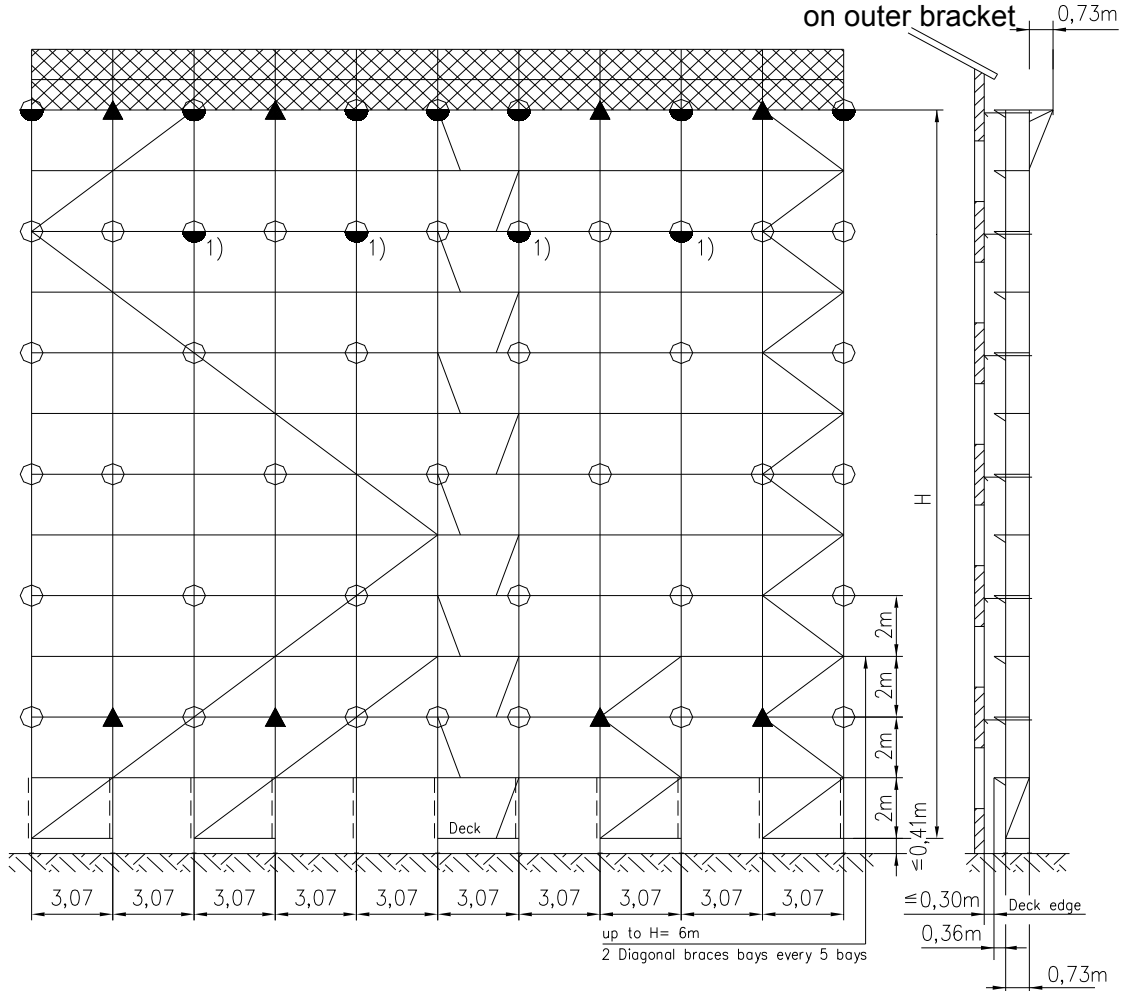 on outer bracket
0,73m
1)
1)
1)
1)
H
2m
2m
2m
2m
Deck
≤0,41m
3,07
3,07
3,07
3,07
3,07
3,07
3,07
3,07
3,07
3,07
≤0,30m
Deck edge
up to H= 6m
0,36m
2 Diagonal braces bays every 5 bays
0,73m